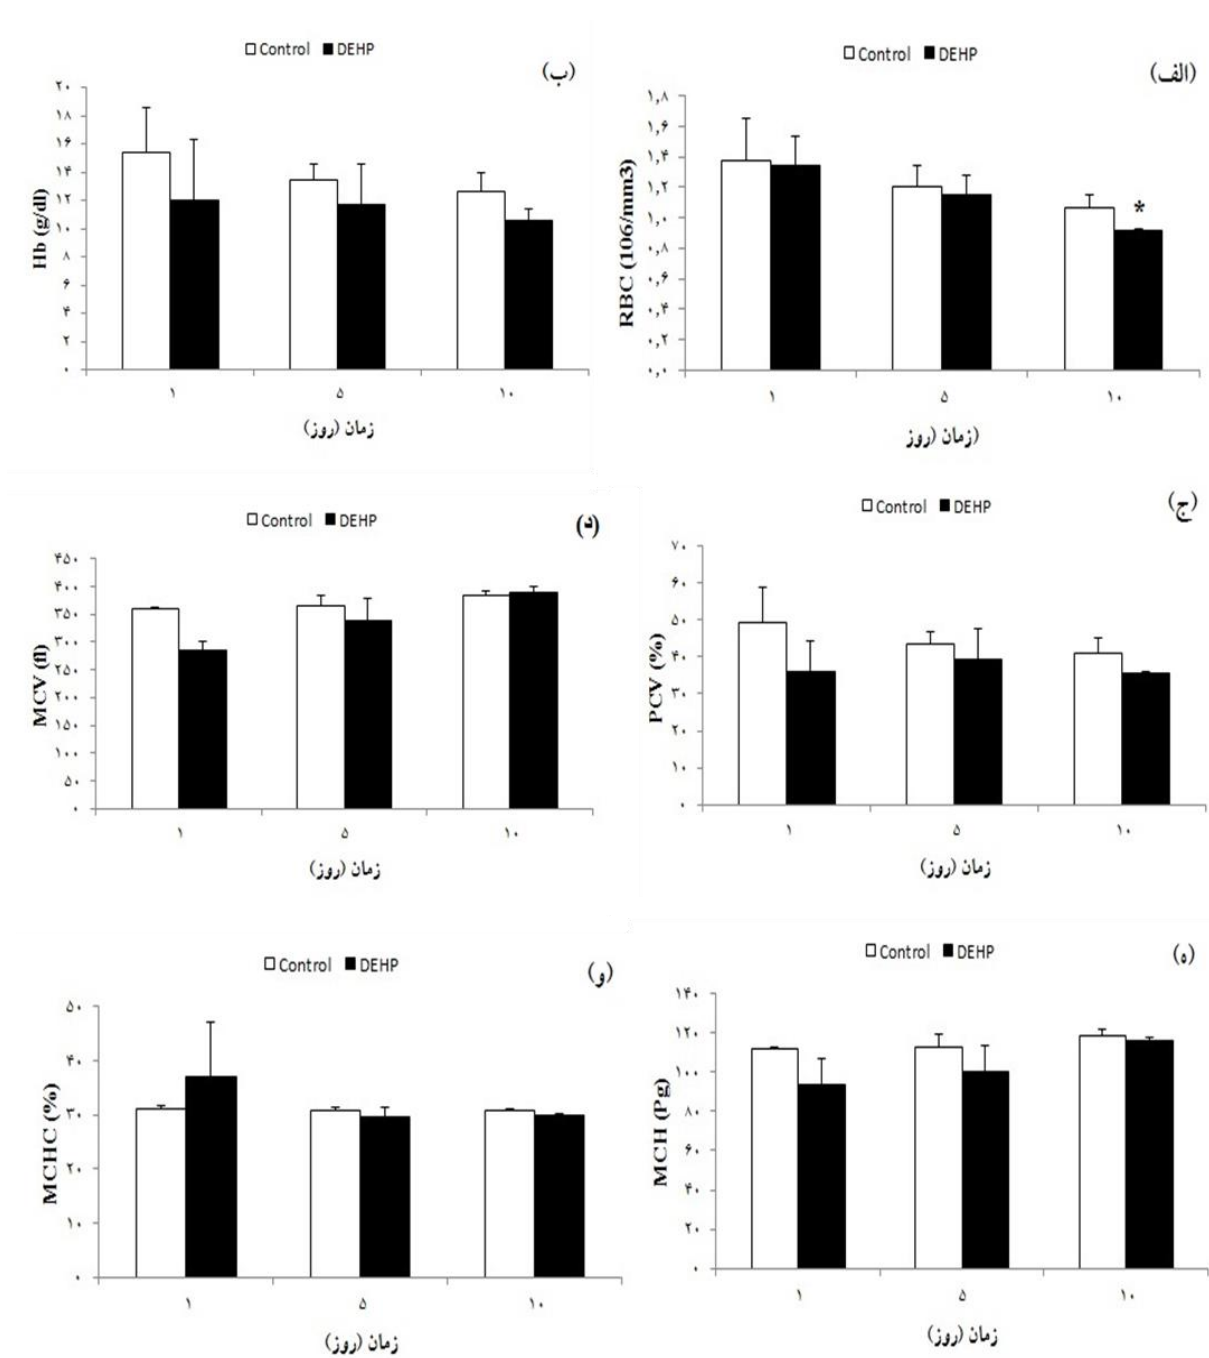 (الف)
Control DEHP
RBC (106/mm3)
۱٫۸
۱٫۶
۱٫۴
۱٫۲
۱٫۰
۰٫۸
۰٫۶
۰٫۴
۰٫۲
۰٫۰
*
۱ ۵ ۱۰
زمان (روز)
(ب)
Control DEHP
Hb (g/dl)
۲۰
۱۸
۱۶
۱۴
۱۲
۱۰
۸
۶
۴
۲
۰
۱ ۵ ۱۰
زمان (روز)
(ج)
Control DEHP
PCV (%)
۷۰
۶۰
۵۰
۴۰
۳۰
۲۰
۱۰
۰
۱ ۵ ۱۰
زمان (روز)
(د)
Control DEHP
MCV (fl)
۴۵۰
۴۰۰
۳۵۰
۳۰۰
۲۵۰
۲۰۰
۱۵۰
۱۰۰
۵۰
۰
۱ ۵ ۱۰
زمان (روز)
(ه)
Control DEHP
MCH (Pg)
۱۴۰
۱۲۰
۱۰۰
۸۰
۶۰
۴۰
۲۰
۰
۱ ۵ ۱۰
زمان (روز)
(و)
Control DEHP
MCHC (%)
۵۰
۴۰
۳۰
۲۰
۱۰
۰
۱ ۵ ۱۰
زمان (روز)